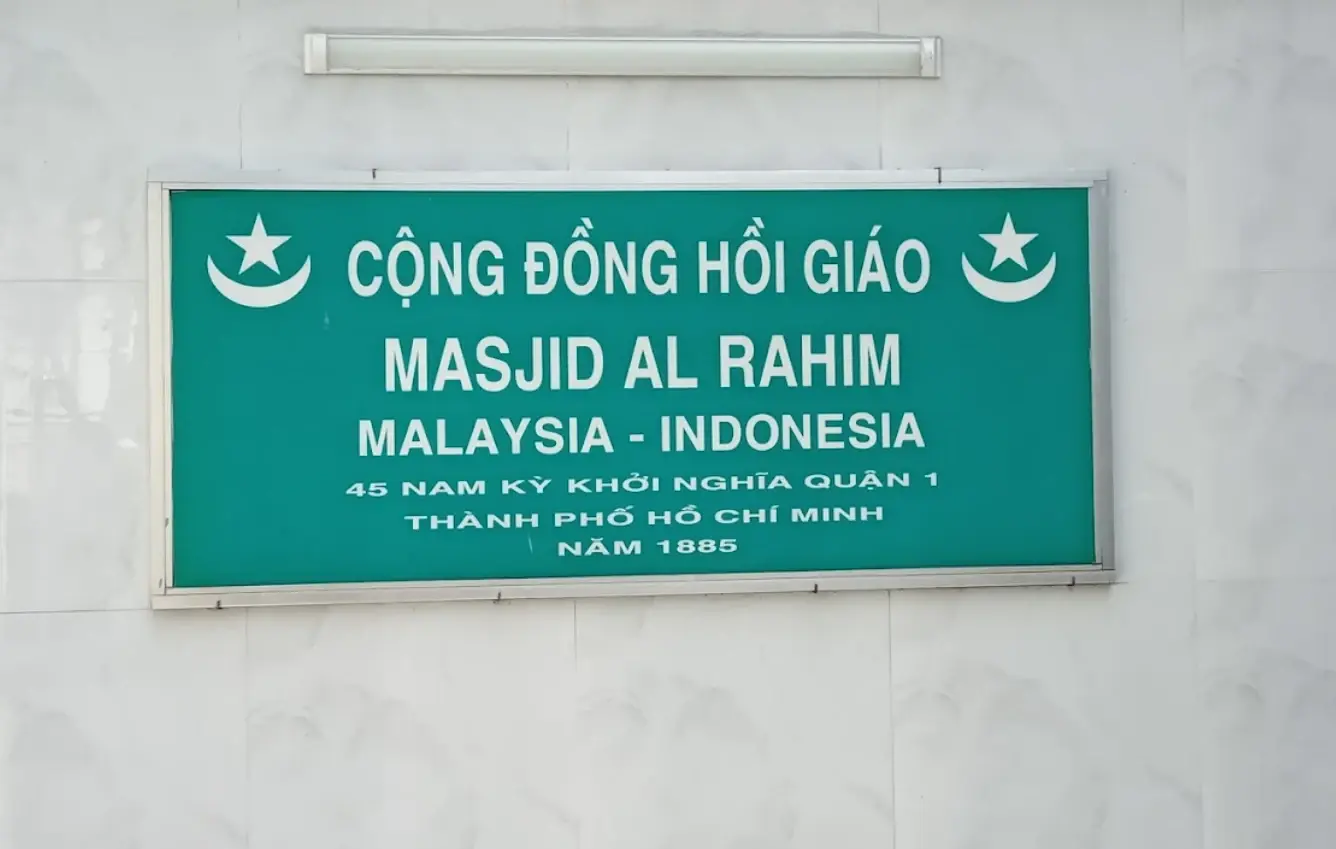 CỘNG ĐỒNG HỒI GIÁO
MASJID AL RAHIM
MALAYSIA - INDONESIA
45 NAM KỲ KHỞI NGHĨA QUẬN 1
THÀNH PHỐ HỒ CHÍ MINH
NĂM 1885